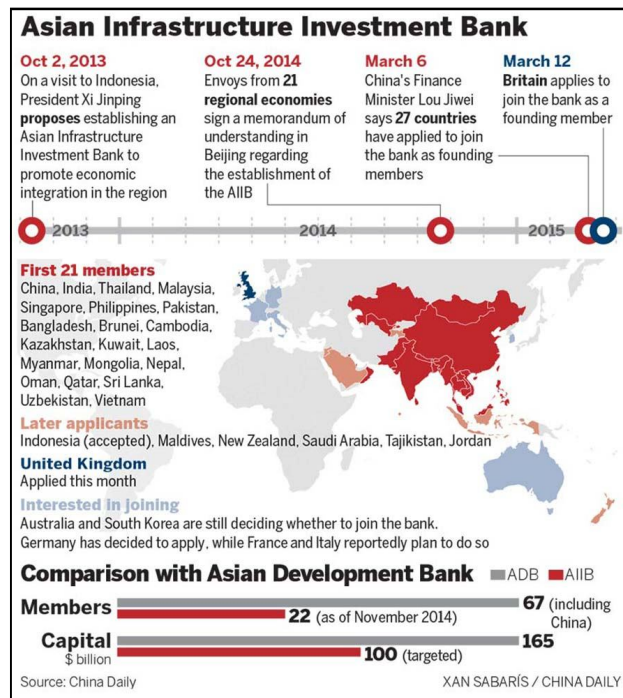 Asian Infrastructure Investment Bank
Oct 2, 2013
On a visit to Indonesia,
President Xi Jinping
proposes establishing an
Asian Infrastructure
Investment Bank to
promote economic
integration in the region
Oct 24, 2014
Envoys from 21
regional economies
sign a memorandum of
understanding in
Beijing regarding
the establishment of
the AIIB
March 6
China's Finance
Minister Lou Jiwei
says 27 countries
have applied to join
the bank as founding
members
March 12
Britain applies to
join the bank as a
founding member
2013
2014
2015
First 21 members
China, India, Thailand, Malaysia,
Singapore, Philippines, Pakistan,
Bangladesh, Brunei, Cambodia,
Kazakhstan, Kuwait, Laos,
Myanmar, Mongolia, Nepal,
Oman, Qatar, Sri Lanka,
Uzbekistan, Vietnam
Later applicants
Indonesia (accepted), Maldives, New Zealand, Saudi Arabia, Tajikistan, Jordan
United Kingdom
Applied this month
Interested in joining
Australia and South Korea are still deciding whether to join the bank.
Germany has decided to apply, while France and Italy reportedly plan to do so
Comparison with Asian Development Bank
ADB AIIB
Members
67 (including
China)
22 (as of November 2014)
Capital
$ billion
165
100 (targeted)
Source: China Daily
XAN SABARÍS / CHINA DAILY